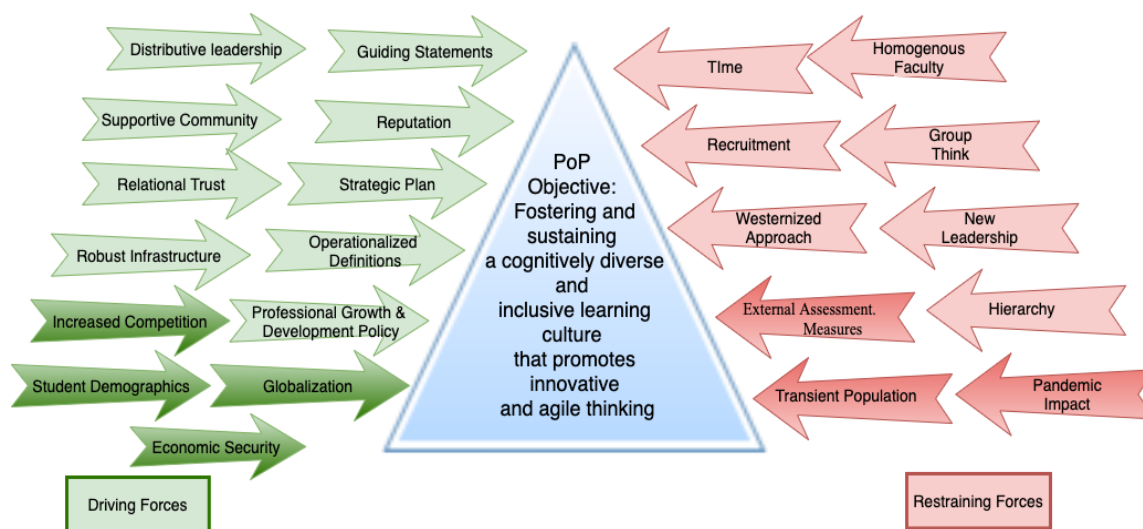 Distributive leadership
Guiding Statements
TIme
Homogenous
Faculty
Supportive Community
Reputation
Recruitment
Group
Think
Relational Trust
Strategic Plan
Westernized
Approach
New
Leadership
Robust Infrastructure
Operationalized
Definitions
PoP
Objective:
Fostering and
sustaining
a cognitively diverse
and
inclusive learning
culture
that promotes
innovative
and agile thinking
Increased Competition
Professional Growth &
Development Policy
External Assessment.
Measures
Hierarchy
Student Demographics
Globalization
Transient Population
Pandemic
Impact
Economic Security
Driving Forces
Restraining Forces